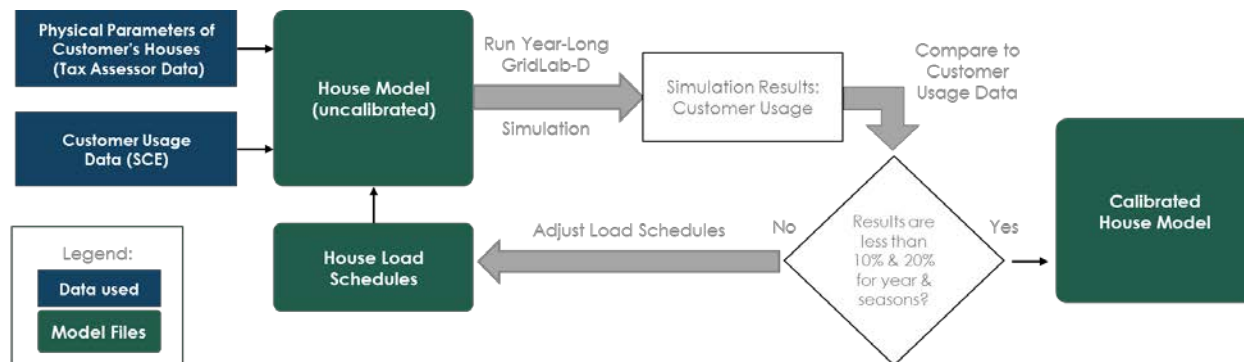 Physical Parameters of
Customer's Houses
(Tax Assessor Data)
Customer Usage
Data (SCE)
House Model
(uncalibrated)
Run Year-Long
GridLab-D
Simulation
Simulation Results:
Customer Usage
Compare to
Customer
Usage Data
Results are
less than
10% & 20%
for year &
seasons?
No
Yes
Adjust Load Schedules
House Load
Schedules
Calibrated
House Model
Legend:
Data used
Model Files